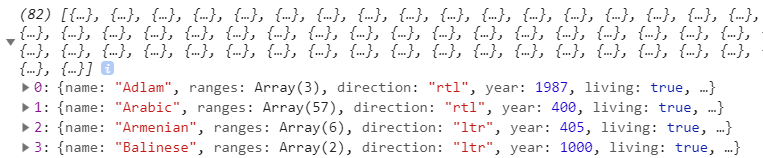 (82) [{…}, {…}, {…}, {…}, {…}, {…}, {…}, {…}, {…}, {…}, {…}, {…}, {…}, {…}, {…}, {…}, {…},
{…}, {…}, {…}, {…}, {…}, {…}, {…}, {…}, {…}, {…}, {…}, {…}, {…}, {…}, {…}, {…}, {…}, {…}, {
{…}, {…}, {…}, {…}, {…}, {…}, {…}, {…}, {…}, {…}, {…}, {…}, {…}, {…}, {…}, {…}, {…}, {…}, {
{…}, {…}, {…}, {…}, {…}, {…}, {…}, {…}, {…}, {…}, {…}, {…}, {…}, {…}, {…}, {…}, {…}, {…}, {
{…}, {…}] i
0: {name: "Adlam", ranges: Array(3), direction: "rtl", year: 1987, living: true, …}
1: {name: "Arabic", ranges: Array(57), direction: "rtl", year: 400, living: true, …}
2: {name: "Armenian", ranges: Array(6), direction: "ltr", year: 405, living: true, …}
3: {name: "Balinese", ranges: Array(2), direction: "ltr", year: 1000, living: true, …}